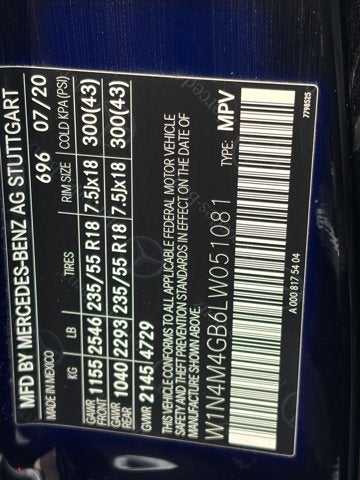 MFD BY MERCEDES-BENZ AG STUTTGART
MADE IN MEXICO 696 07/20
KG LB TIRES RIM SIZE COLD KPA(PSI)
GAWR FRONT 1155 2546 235/55 R18 7.5Jx18 300(43)
GAWR REAR 1040 2293 235/55 R18 7.5Jx18 300(43)
GVWR 2145 4729
THIS VEHICLE CONFORMS TO ALL APPLICABLE FEDERAL MOTOR VEHICLE
SAFETY AND THEFT PREVENTION STANDARDS IN EFFECT ON THE DATE OF
MANUFACTURE SHOWN ABOVE.
W1N4M4GB6LW051081 TYPE: MPV
A 000 817 54 04 7798535